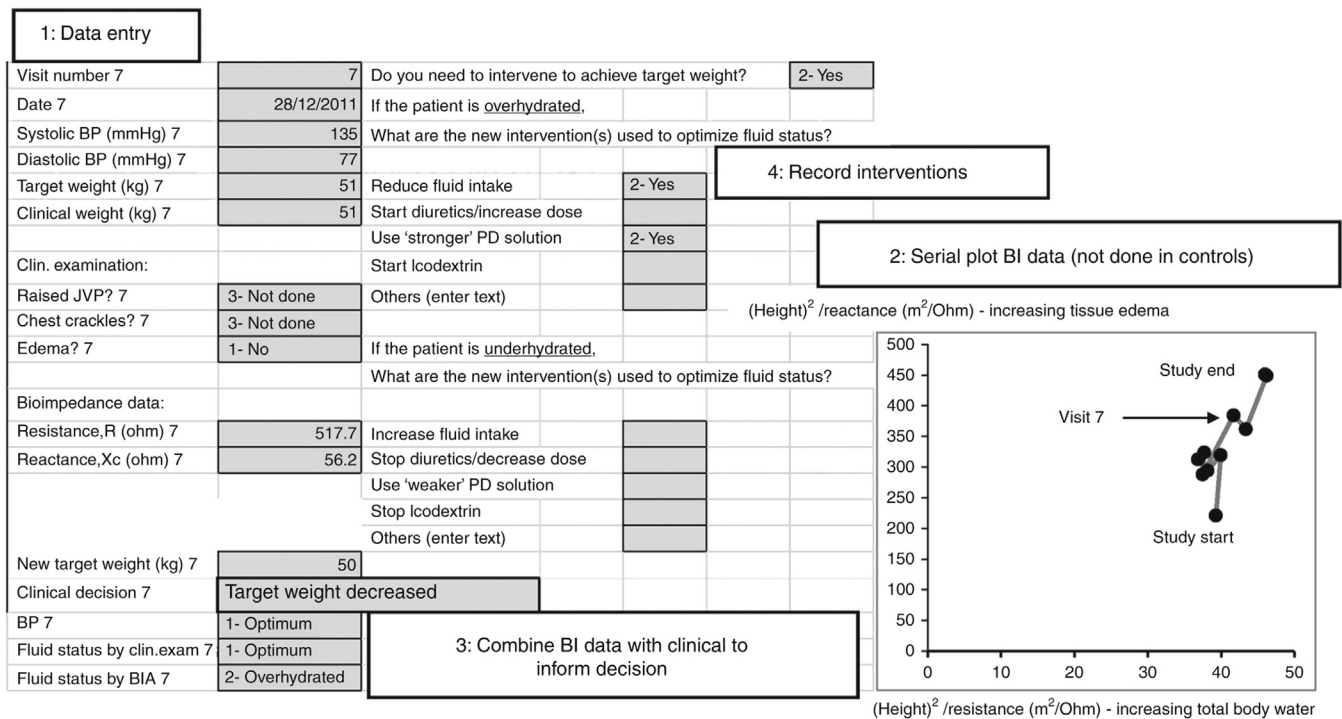 1: Data entry
Visit number 7 7 Do you need to intervene to achieve target weight? 2- Yes
Date 7 28/12/2011 If the patient is overhydrated,
Systolic BP (mmHg) 7 135 What are the new intervention(s) used to optimize fluid status?
Diastolic BP (mmHg) 7 77
4: Record interventions
Target weight (kg) 7 51 Reduce fluid intake 2- Yes
Clinical weight (kg) 7 51 Start diuretics/increase dose
Use ‘stronger’ PD solution 2- Yes
2: Serial plot BI data (not done in controls)
Clin. examination: Start Icodextrin
Raised JVP? 7 3- Not done Others (enter text)
Chest crackles? 7 3- Not done
Edema? 7 1- No If the patient is underhydrated,
What are the new intervention(s) used to optimize fluid status?
Bioimpedance data:
Resistance,R (ohm) 7 517.7 Increase fluid intake
Reactance,Xc (ohm) 7 56.2 Stop diuretics/decrease dose
Use ‘weaker’ PD solution
Stop Icodextrin
Others (enter text)
New target weight (kg) 7 50
Clinical decision 7 Target weight decreased
BP 7 1- Optimum
Fluid status by clin.exam 7 1- Optimum
Fluid status by BIA 7 2- Overhydrated
3: Combine BI data with clinical to
inform decision
(Height)2 /reactance (m2/Ohm) - increasing tissue edema
500
450
400
350
300
250
200
150
100
50
0
Study end
Visit 7
Study start
0 10 20 30 40 50
(Height)2 /resistance (m2/Ohm) - increasing total body water